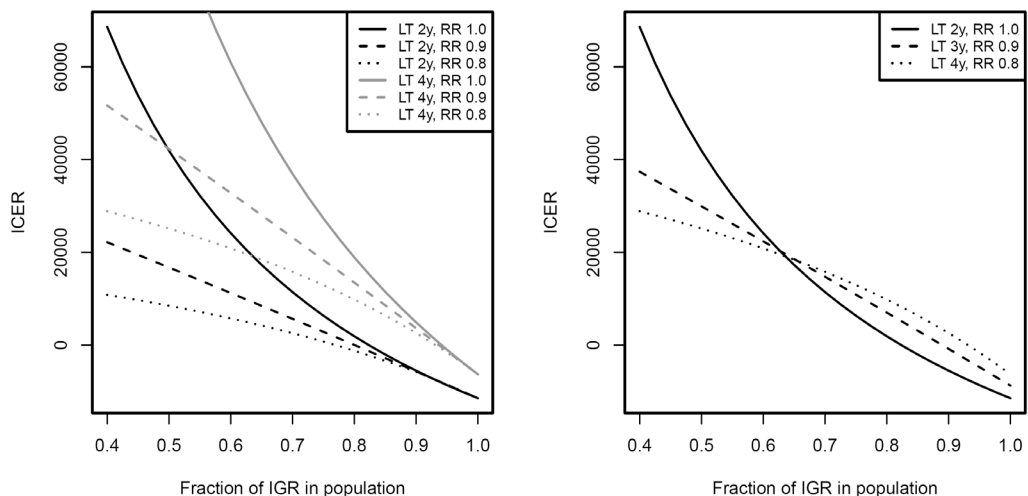 LT 2y, RR 1.0
LT 2y, RR 0.9
LT 2y, RR 0.8
LT 4y, RR 1.0
LT 4y, RR 0.9
LT 4y, RR 0.8
ICER
60000
40000
20000
0
0.4 0.5 0.6 0.7 0.8 0.9 1.0
Fraction of IGR in population
LT 2y, RR 1.0
LT 3y, RR 0.9
LT 4y, RR 0.8
ICER
60000
40000
20000
0
0.4 0.5 0.6 0.7 0.8 0.9 1.0
Fraction of IGR in population